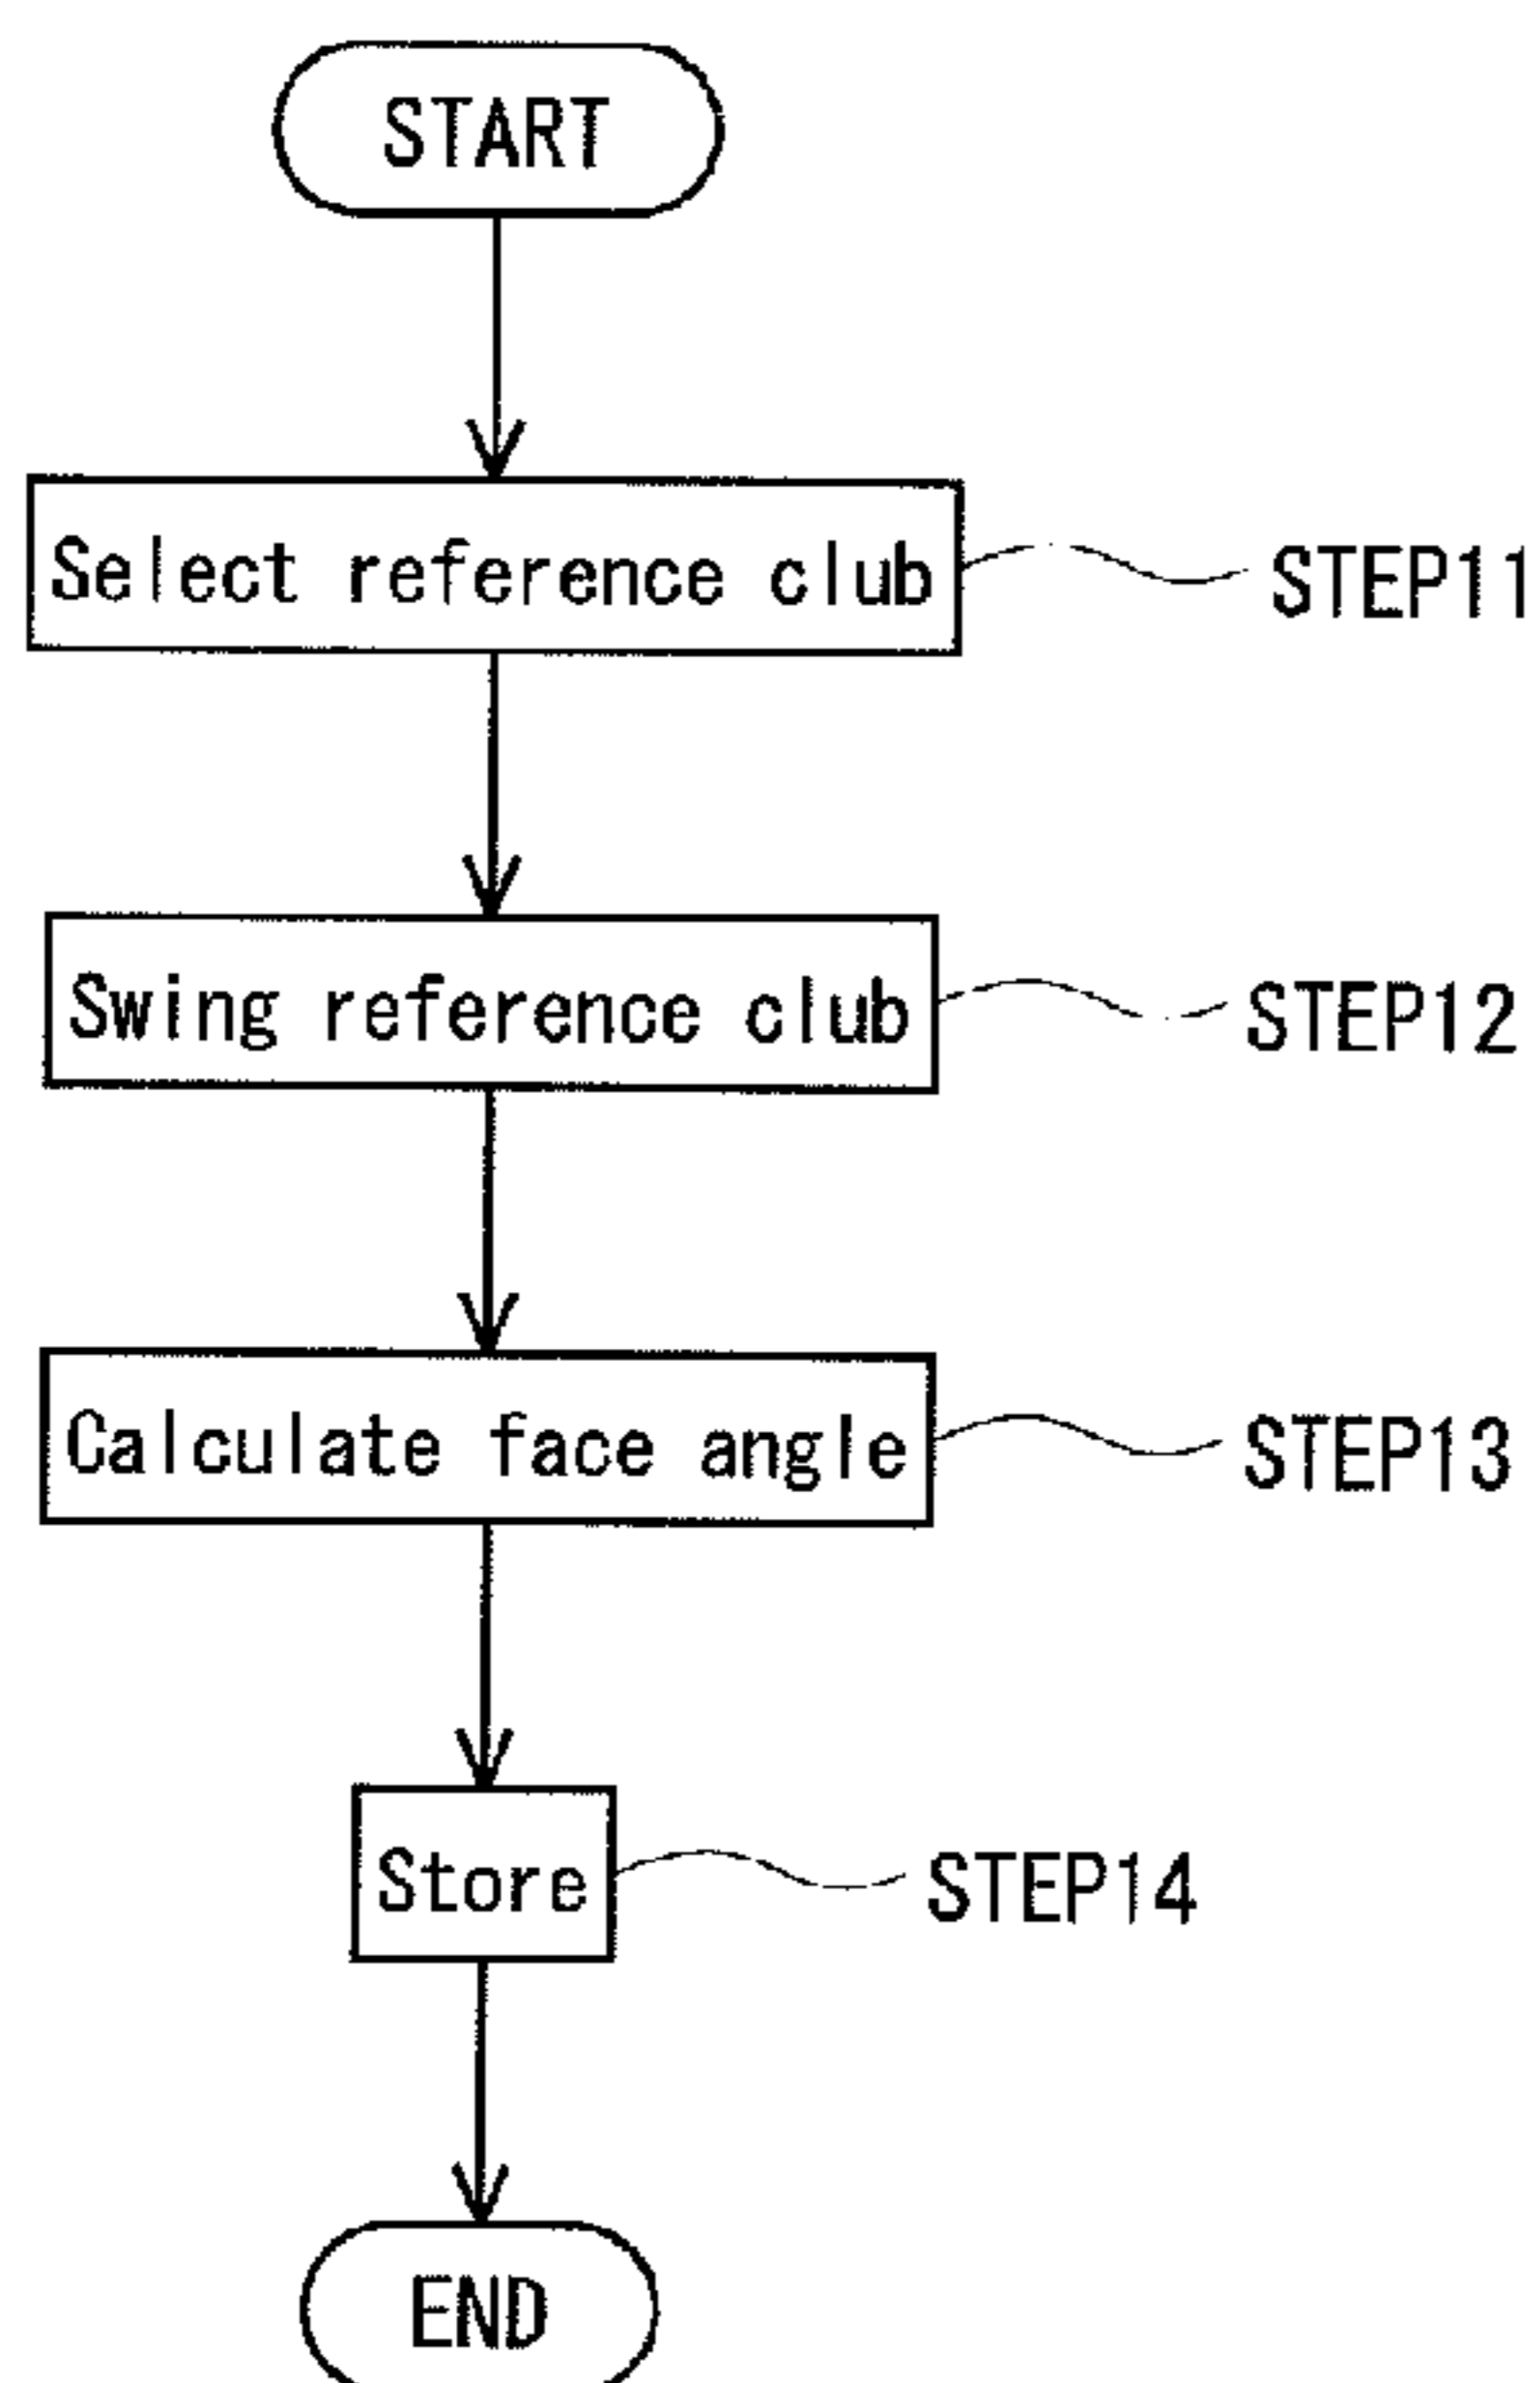 START
Select reference club
STEP11
Swing reference club
STEP12
Calculate face angle
STEP13
Store
STEP14
END